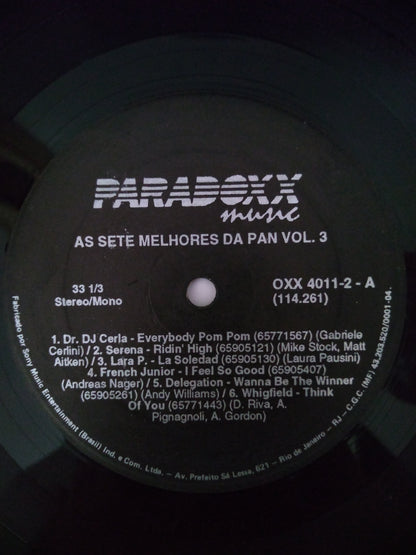 PARADOXX
music
AS SETE MELHORES DA PAN VOL. 3
33 1/3
Stereo/Mono
OXX 4011-2 - A
(114.261)
1. Dr. DJ Cerla - Everybody Pom Pom (65771567) (Gabriele
Cerlini) / 2. Serena - Ridin' High (65905121) (Mike Stock, Matt
Aitken) / 3. Lara P. - La Soledad (65905130) (Laura Pausini)
4. French Junior - I Feel So Good (65905407)
(Andreas Nager) / 5. Delegation - Wanna Be The Winner
(65905261) (Andy Williams) / 6. Whigfield - Think
Of You (65771443) (D. Riva, A.
Pignagnoli, A. Gordon)
Fabricado por Sony Music Entertainment (Brasil) Ind. e Com. Ltda. - Av. Prefeito Sá Lessa, 621 - Rio de Janeiro - RJ - C.G.C. (MF) 43.203.520/0001-04.